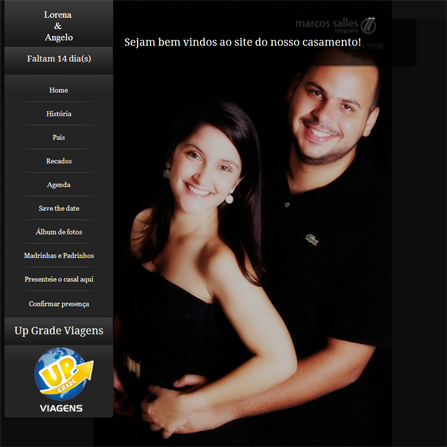 Lorena
&
Angelo
Faltam 14 dia(s)
Home
História
Pais
Recados
Agenda
Save the date
Álbum de fotos
Madrinhas e Padrinhos
Presenteie o casal aqui
Confirmar presença
Up Grade Viagens
UP
GRADE
VIAGENS
marcos salles
fotografia
Sejam bem vindos ao site do nosso casamento!